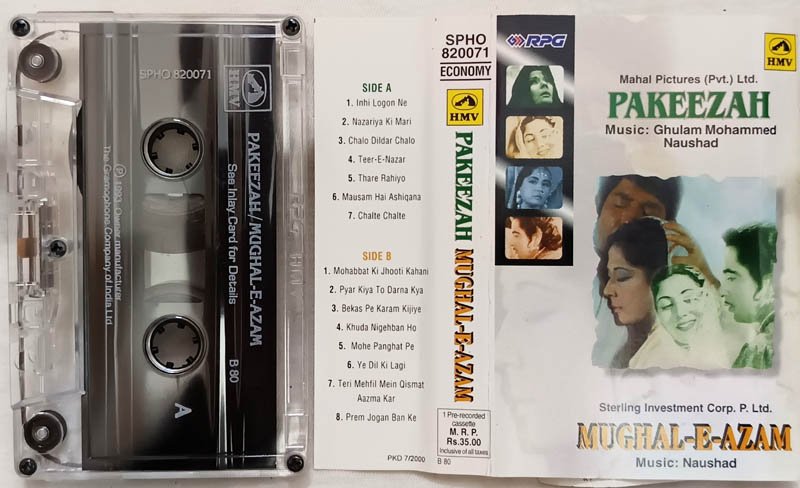 SPHO 820071
HMV
PAKEEZAH/MUGHAL-E-AZAM
See Inlay Card for Details
B 80
Ⓟ 1993. Owner manufacturer
The Gramophone Company of India Ltd.
A
SIDE A
1. Inhi Logon Ne
2. Nazariya Ki Mari
3. Chalo Dildar Chalo
4. Teer-E-Nazar
5. Thare Rahiyo
6. Mausam Hai Ashiqana
7. Chalte Chalte
SIDE B
1. Mohabbat Ki Jhooti Kahani
2. Pyar Kiya To Darna Kya
3. Bekas Pe Karam Kijiye
4. Khuda Nigehban Ho
5. Mohe Panghat Pe
6. Ye Dil Ki Lagi
7. Teri Mehfil Mein Qismat
Aazma Kar
8. Prem Jogan Ban Ke
PKD 7/2000
SPHO
820071
ECONOMY
HMV
PAKEEZAH MUGHAL-E-AZAM
1 Pre-recorded
cassette
M. R. P.
Rs.35.00
Inclusive of all taxes
B 80
RPG
HMV
Mahal Pictures (Pvt.) Ltd.
PAKEEZAH
Music: Ghulam Mohammed
Naushad
Sterling Investment Corp. P. Ltd.
MUGHAL-E-AZAM
Music: Naushad